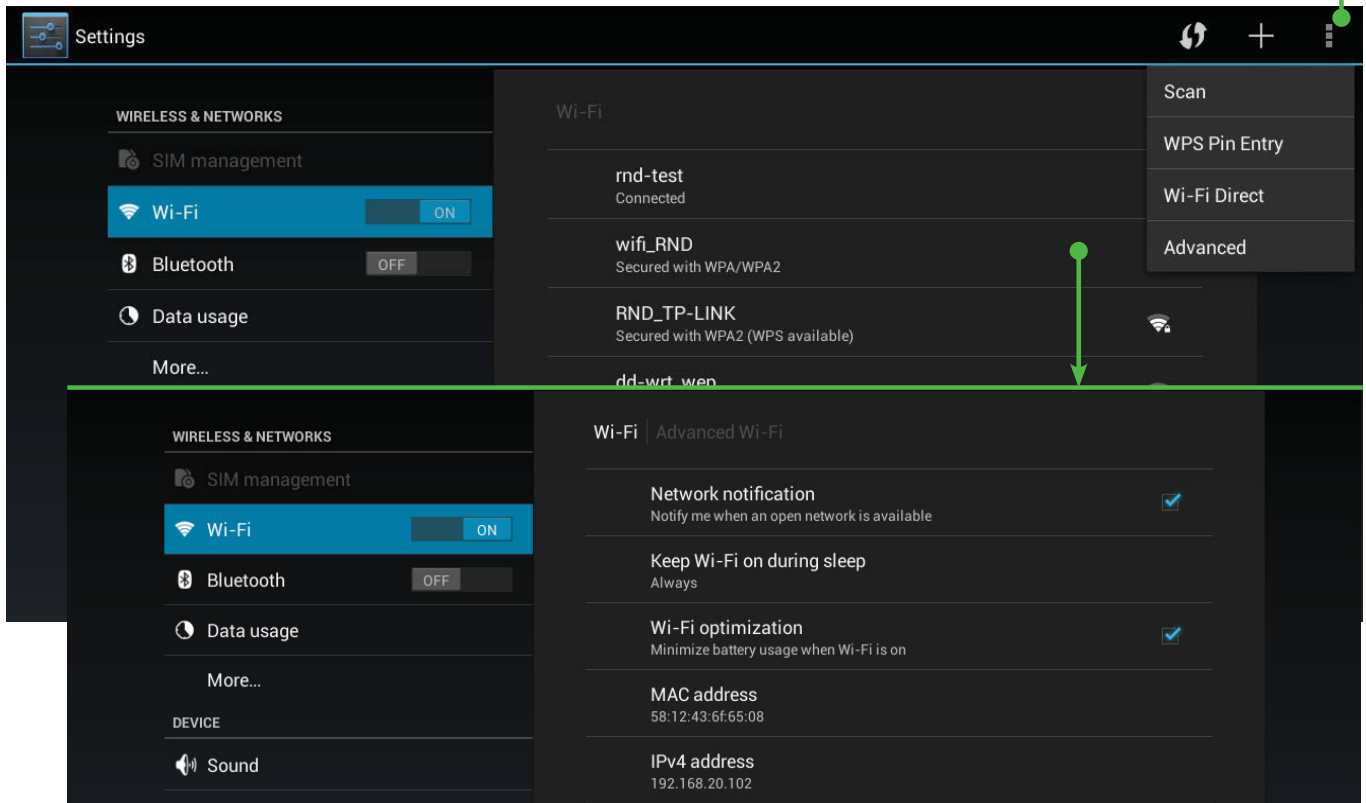 Settings
WIRELESS & NETWORKS
SIM management
Wi-Fi
ON
Bluetooth
OFF
Data usage
More...
Wi-Fi
rnd-test
Connected
wifi_RND
Secured with WPA/WPA2
RND_TP-LINK
Secured with WPA2 (WPS available)
dd-wrt_wep
Scan
WPS Pin Entry
Wi-Fi Direct
Advanced
WIRELESS & NETWORKS
SIM management
Wi-Fi
ON
Bluetooth
OFF
Data usage
More...
DEVICE
Sound
Wi-Fi Advanced Wi-Fi
Network notification
Notify me when an open network is available
Keep Wi-Fi on during sleep
Always
Wi-Fi optimization
Minimize battery usage when Wi-Fi is on
MAC address
58:12:43:6f:65:08
IPv4 address
192.168.20.102